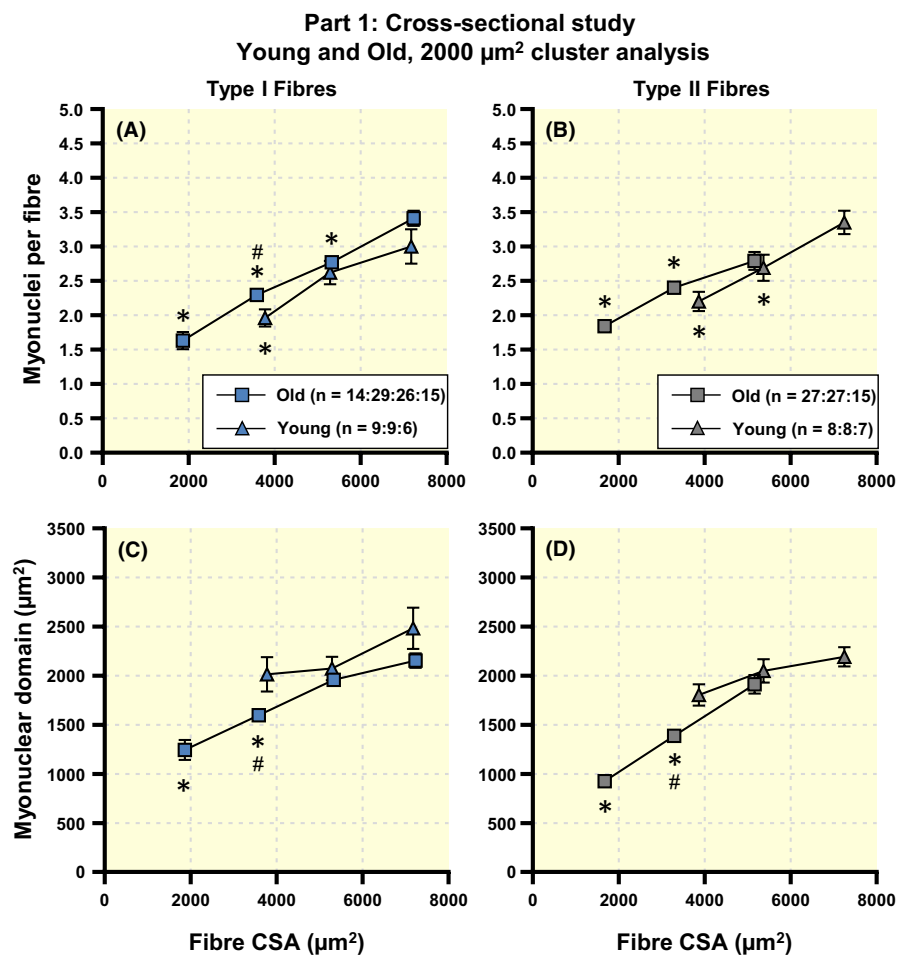 Part 1: Cross-sectional study
Young and Old, 2000 µm² cluster analysis
Type I Fibres
Type II Fibres
Myonuclei per fibre
5.0
4.5
4.0
3.5
3.0
2.5
2.0
1.5
1.0
0.5
0.0
(A)
*
#
*
*
*
Old (n = 14:29:26:15)
Young (n = 9:9:6)
0 2000 4000 6000 8000
5.0
4.5
4.0
3.5
3.0
2.5
2.0
1.5
1.0
0.5
0.0
(B)
*
*
*
*
Old (n = 27:27:15)
Young (n = 8:8:7)
0 2000 4000 6000 8000
Myonuclear domain (µm²)
3500
3000
2500
2000
1500
1000
500
0
(C)
*
*
#
0 2000 4000 6000 8000
Fibre CSA (µm²)
3500
3000
2500
2000
1500
1000
500
0
(D)
*
*
#
0 2000 4000 6000 8000
Fibre CSA (µm²)